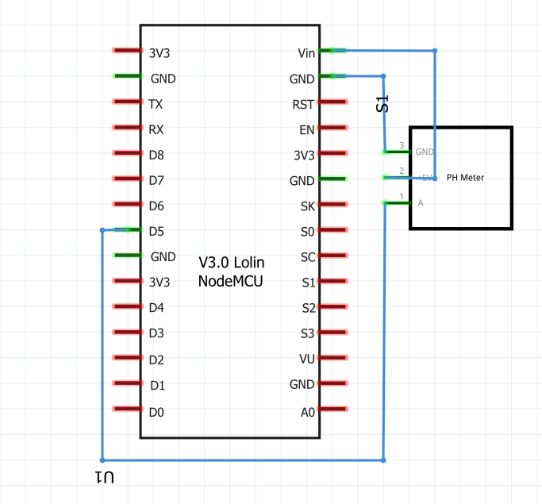 3V3
GND
TX
RX
D8
D7
D6
D5
GND
3V3
D4
D3
D2
D1
D0
V3.0 Lolin
NodeMCU
Vin
GND
RST
EN
3V3
GND
SK
S0
SC
S1
S2
S3
VU
GND
A0
U1
S1
3 GND
2 +5V
1 A
PH Meter